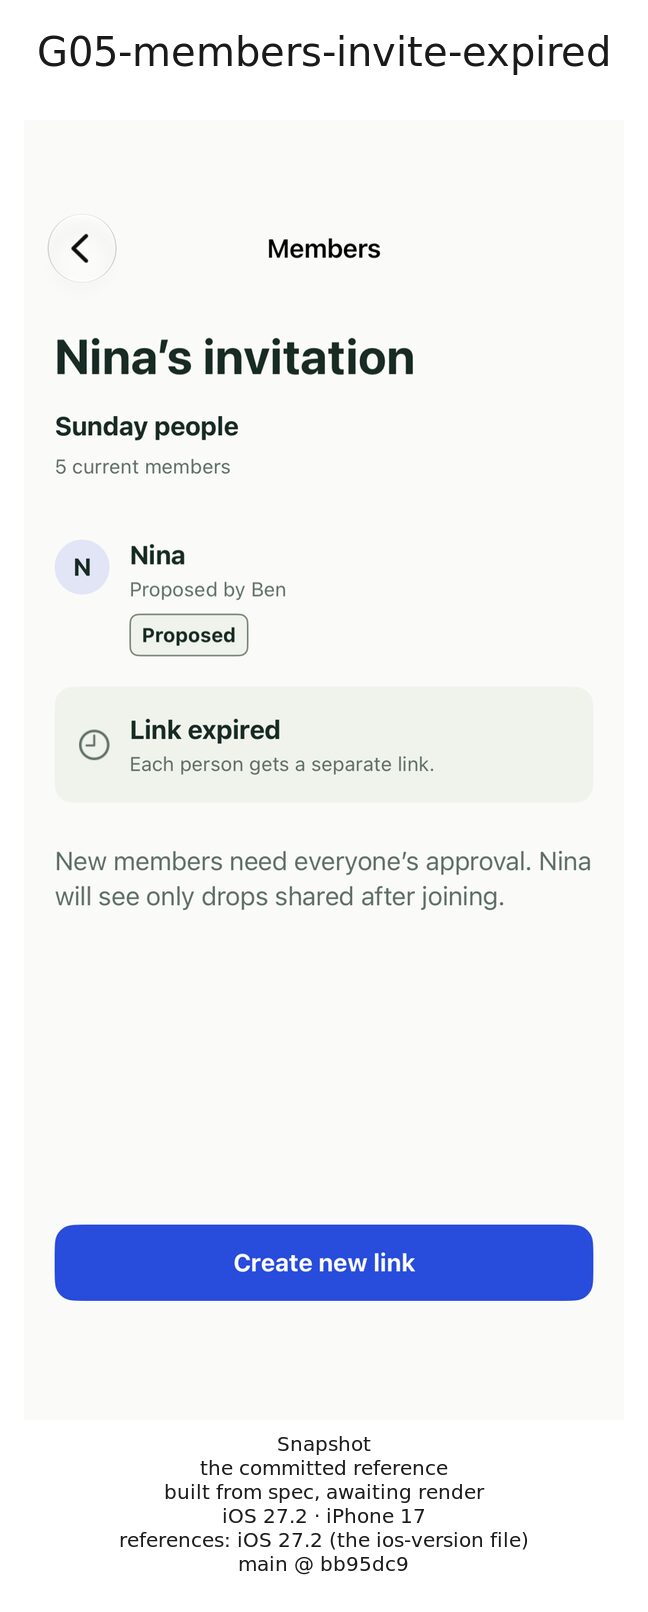 G05-members-invite-expired
Members
Nina’s invitation
Sunday people
5 current members
N
Nina
Proposed by Ben
Proposed
Link expired
Each person gets a separate link.
New members need everyone’s approval. Nina
will see only drops shared after joining.
Create new link
Snapshot
the committed reference
built from spec, awaiting render
iOS 27.2 · iPhone 17
references: iOS 27.2 (the ios-version file)
main @ bb95dc9